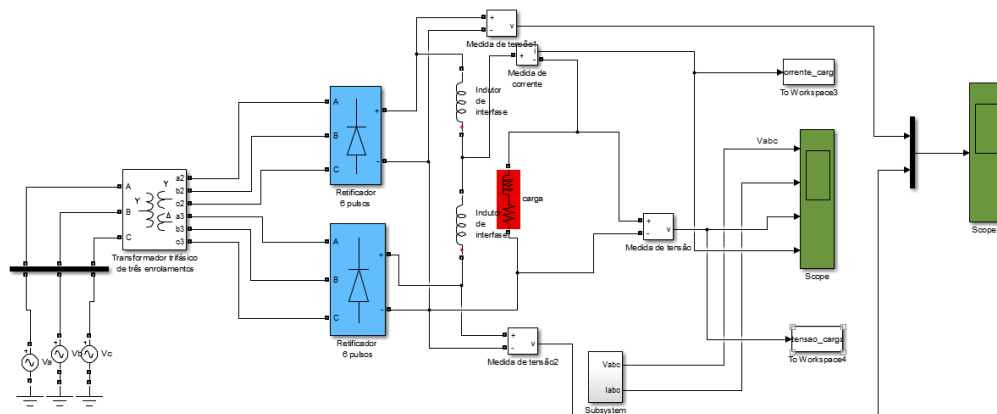 +
-
v
Medida de tensão1
+
i
-
Medida de
corrente
orrente_carg
To Workspace3
Indutor
de
interfase
+
A
B
C
+
-
Retificador
6 pulsos
Vabc
Scope
A
B
C
Y
Y
Δ
a2
b2
c2
a3
b3
c3
Transformador trifásico
de três enrolamentos
carga
Indutor
de
interfase
+
+
-
v
Medida de tensão
Scope
A
B
C
+
-
Retificador
6 pulsos
+
Va
+
Vb
+
Vc
+
-
v
Medida de tensão2
tensao_carga
To Workspace4
Vabc
Iabc
Subsystem